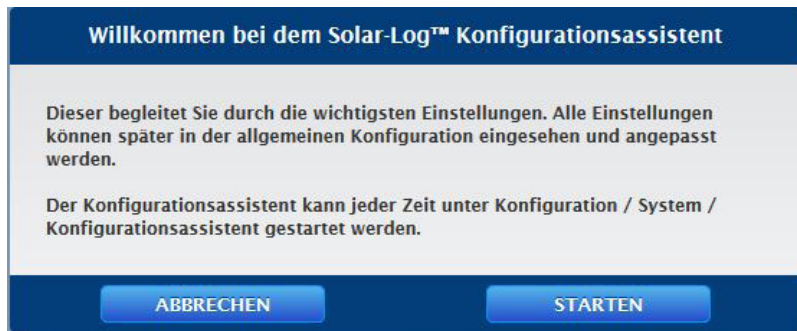 Willkommen bei dem Solar-Log™ Konfigurationsassistent
Dieser begleitet Sie durch die wichtigsten Einstellungen. Alle Einstellungen
können später in der allgemeinen Konfiguration eingesehen und angepasst
werden.
Der Konfigurationsassistent kann jeder Zeit unter Konfiguration / System /
Konfigurationsassistent gestartet werden.
ABBRECHEN
STARTEN